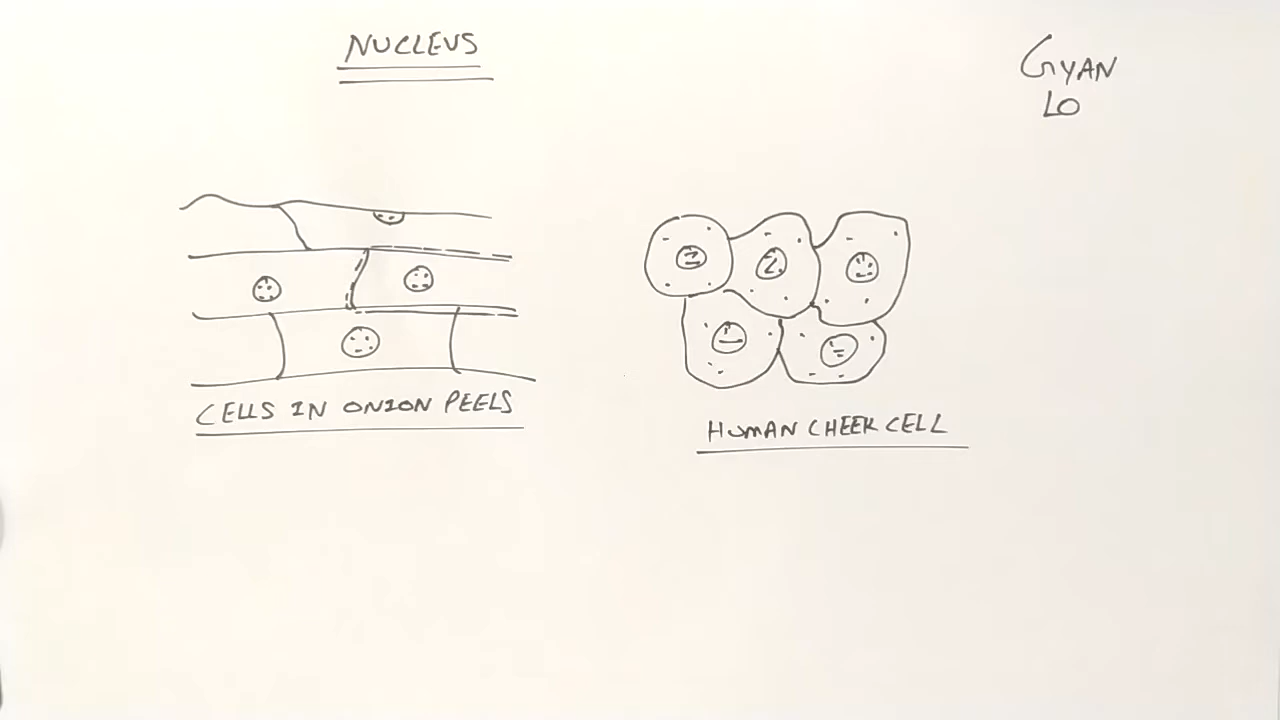 NUCLEUS
GYAN
LO
CELLS IN ONION PEELS
HUMAN CHEEK CELL